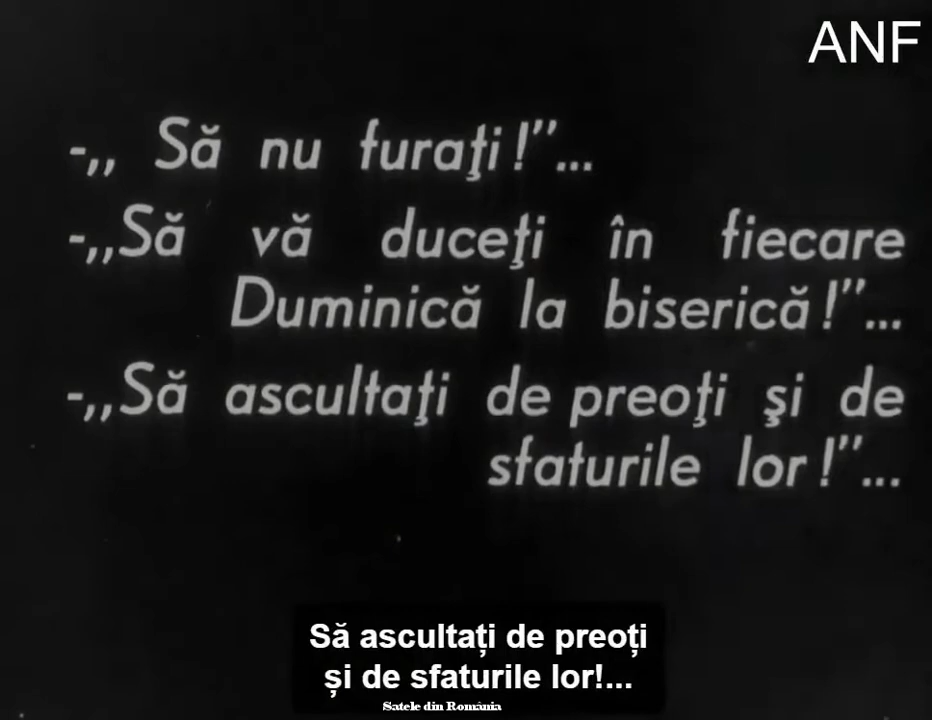 ANF
-,, Să nu furaţi!”...
-,,Să vă duceţi în fiecare
Duminică la biserică!”...
-,,Să ascultaţi de preoţi şi de
sfaturile lor!”...
Să ascultați de preoți
și de sfaturile lor!...
Satele din România